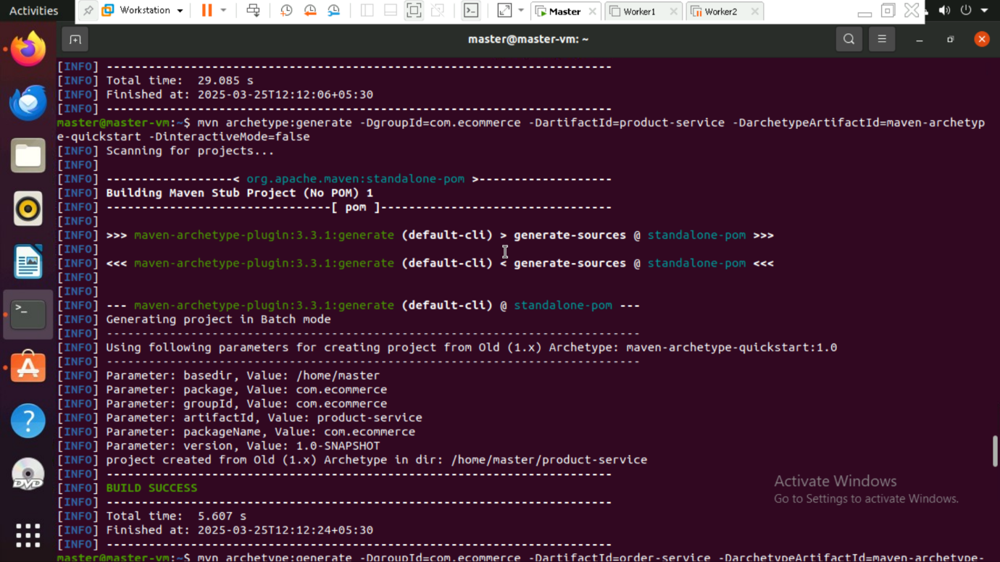 Activities
Workstation
Master
Worker1
Worker2
master@master-vm: ~
[INFO] ------------------------------------------------------------------------
[INFO] Total time:  29.085 s
[INFO] Finished at: 2025-03-25T12:12:06+05:30
[INFO] ------------------------------------------------------------------------
master@master-vm:~$ mvn archetype:generate -DgroupId=com.ecommerce -DartifactId=product-service -DarchetypeArtifactId=maven-archetyp
e-quickstart -DinteractiveMode=false
[INFO] Scanning for projects...
[INFO]
[INFO] ------------------< org.apache.maven:standalone-pom >-------------------
[INFO] Building Maven Stub Project (No POM) 1
[INFO] --------------------------------[ pom ]---------------------------------
[INFO]
[INFO] >>> maven-archetype-plugin:3.3.1:generate (default-cli) > generate-sources @ standalone-pom >>>
[INFO]
[INFO] <<< maven-archetype-plugin:3.3.1:generate (default-cli) < generate-sources @ standalone-pom <<<
[INFO]
[INFO]
[INFO] --- maven-archetype-plugin:3.3.1:generate (default-cli) @ standalone-pom ---
[INFO] Generating project in Batch mode
[INFO] ----------------------------------------------------------------------------
[INFO] Using following parameters for creating project from Old (1.x) Archetype: maven-archetype-quickstart:1.0
[INFO] ----------------------------------------------------------------------------
[INFO] Parameter: basedir, Value: /home/master
[INFO] Parameter: package, Value: com.ecommerce
[INFO] Parameter: groupId, Value: com.ecommerce
[INFO] Parameter: artifactId, Value: product-service
[INFO] Parameter: packageName, Value: com.ecommerce
[INFO] Parameter: version, Value: 1.0-SNAPSHOT
[INFO] project created from Old (1.x) Archetype in dir: /home/master/product-service
[INFO] ------------------------------------------------------------------------
[INFO] BUILD SUCCESS
[INFO] ------------------------------------------------------------------------
[INFO] Total time:  5.607 s
[INFO] Finished at: 2025-03-25T12:12:24+05:30
[INFO] ------------------------------------------------------------------------
master@master-vm:~$ mvn archetype:generate -DgroupId=com.ecommerce -DartifactId=order-service -DarchetypeArtifactId=maven-archetype-
Activate Windows
Go to Settings to activate Windows.
DVD